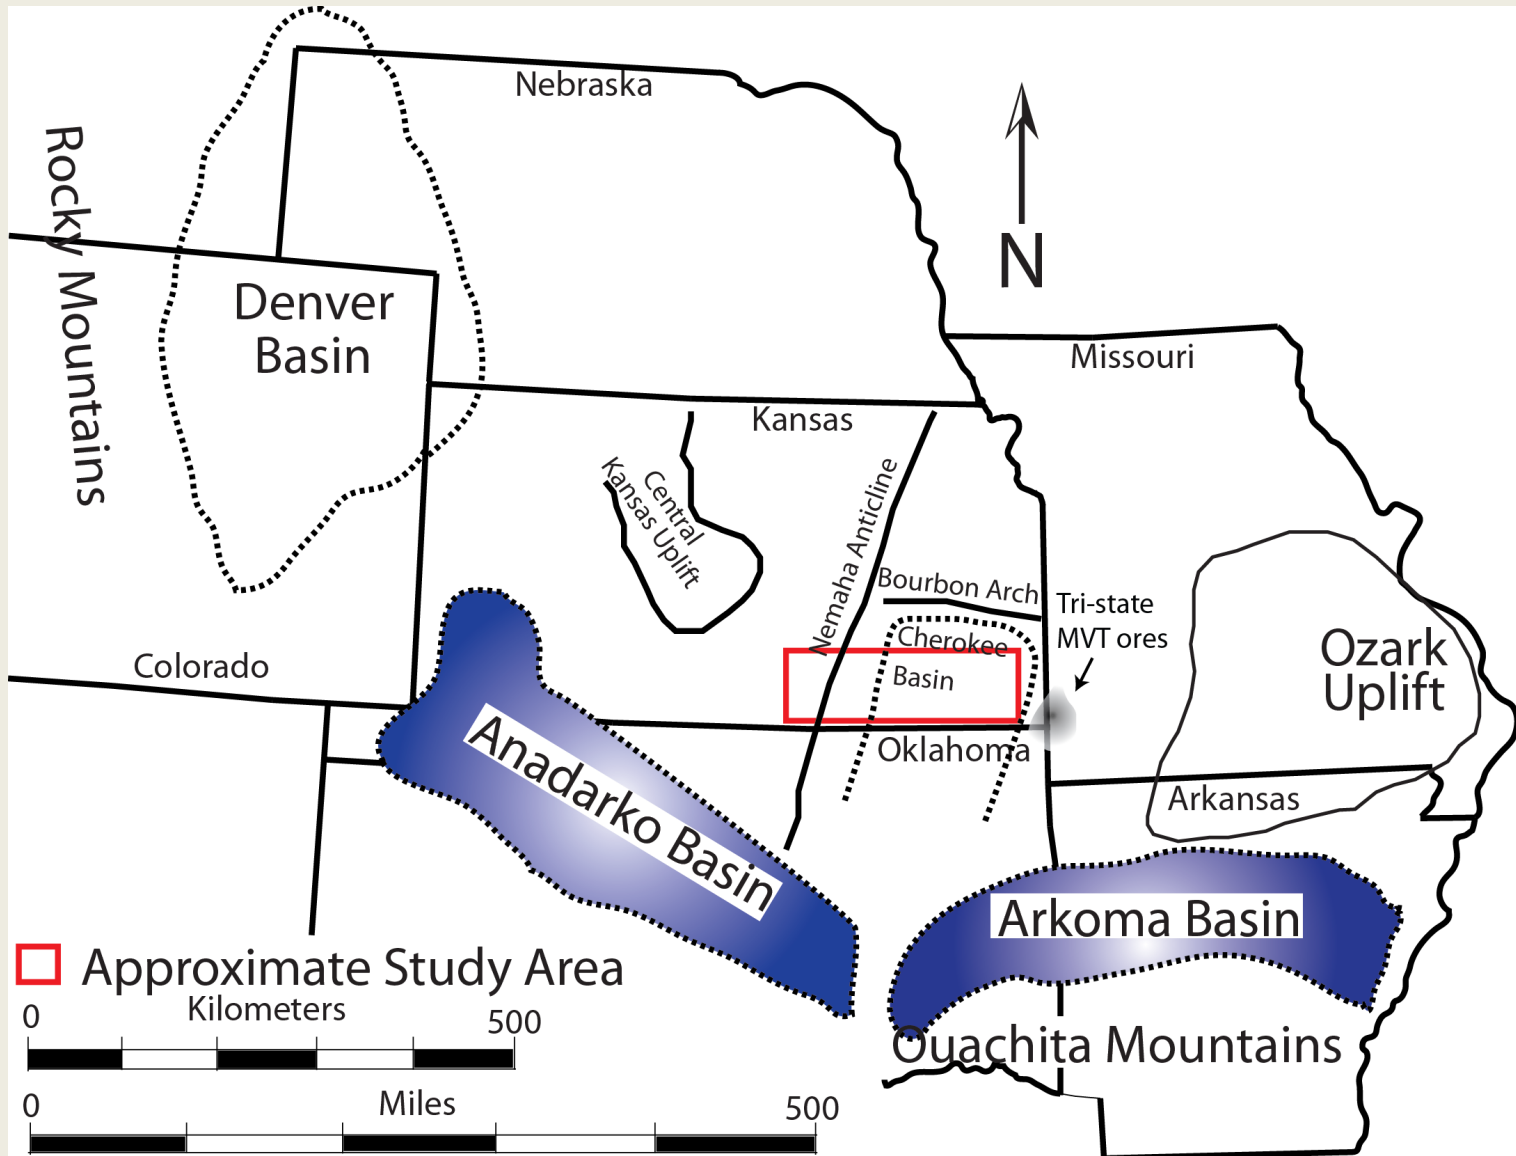 Nebraska
Rocky Mountains
N
Denver
Basin
Missouri
Kansas
Central
Kansas Uplift
Nemaha Anticline
Bourbon Arch
Tri-state
MVT ores
Cherokee
Basin
Ozark
Uplift
Colorado
Oklahoma
Anadarko Basin
Arkansas
Arkoma Basin
Approximate Study Area
Ouachita Mountains
Kilometers
0 500
Miles
0 500